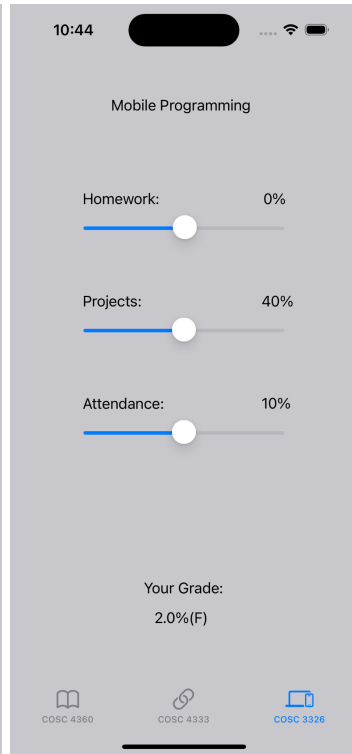 10:44
Mobile Programming
Homework: 0%
Projects: 40%
Attendance: 10%
Your Grade:
2.0%(F)
COSC 4360 COSC 4333 COSC 3326